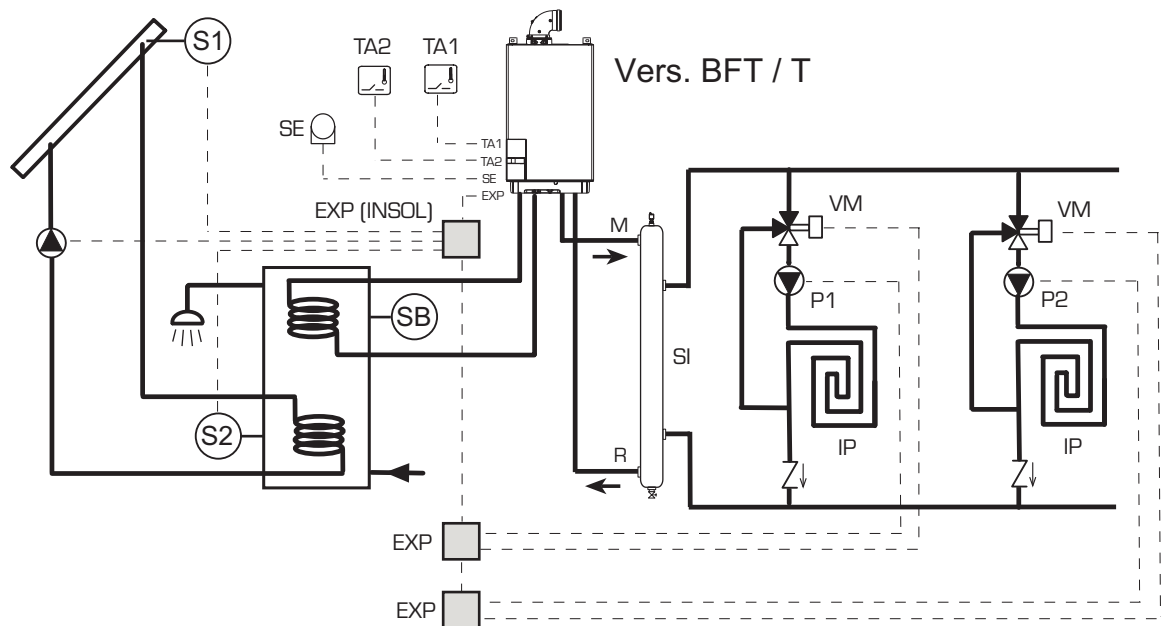 S1
TA2
TA1
Vers. BFT / T
SE
TA1
TA2
SE
EXP
EXP (INSOL)
M
VM
VM
SB
P1
P2
SI
S2
R
IP
IP
EXP
EXP